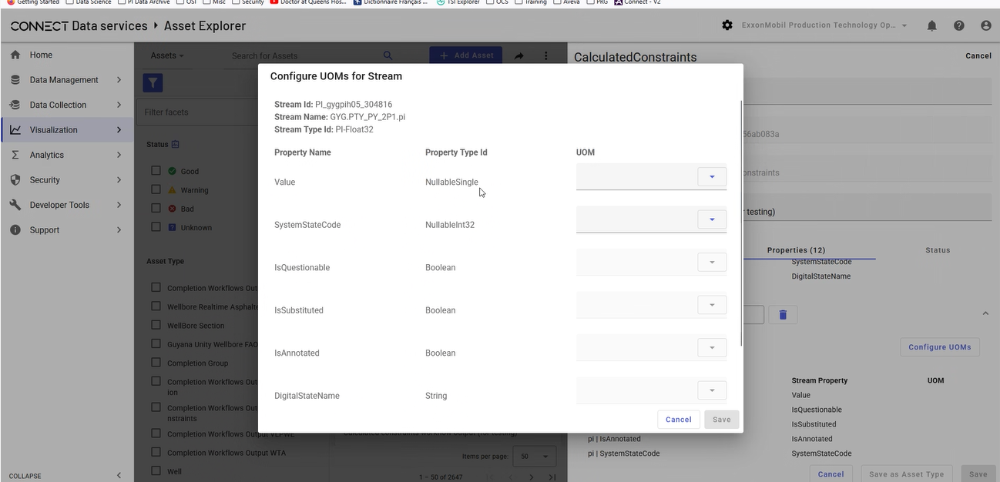 Getting Started Data Science PI Data Archive OSI Misc Security Doctor at Queens Hos... Dictionnaire Français ... TSI Explorer OCS Training Aveva PRG Connect - V2
CONNECT Data services Asset Explorer
ExxonMobil Production Technology Op...
Home
Data Management
Data Collection
Visualization
Analytics
Security
Developer Tools
Support
COLLAPSE
Assets
Search for Assets
+ Add Asset
Filter facets
Status
Good
Warning
Bad
Unknown
Asset Type
Completion Workflows Out
Wellbore Realtime Asphalte
WellBore Section
Guyana Unity Wellbore FAO
Completion Group
Completion Workflows Out
ion
Completion Workflows Out
nstraints
Completion Workflows Output VLPWE
Completion Workflows Output WTA
Well
Configure UOMs for Stream
Stream Id: PI_gygpih05_304816
Stream Name: GYG.PTY_PY_2P1.pi
Stream Type Id: PI-Float32
Property Name Property Type Id UOM
Value NullableSingle
SystemStateCode NullableInt32
IsQuestionable Boolean
IsSubstituted Boolean
IsAnnotated Boolean
DigitalStateName String
Cancel Save
Items per page: 50
1 – 50 of 2647
CalculatedConstraints
Cancel
56ab083a
onstraints
r testing)
Properties (12) Status
SystemStateCode
DigitalStateName
Configure UOMs
Stream Property UOM
Value
IsQuestionable
IsSubstituted
pi | IsAnnotated IsAnnotated
pi | SystemStateCode SystemStateCode
Cancel Save as Asset Type Save